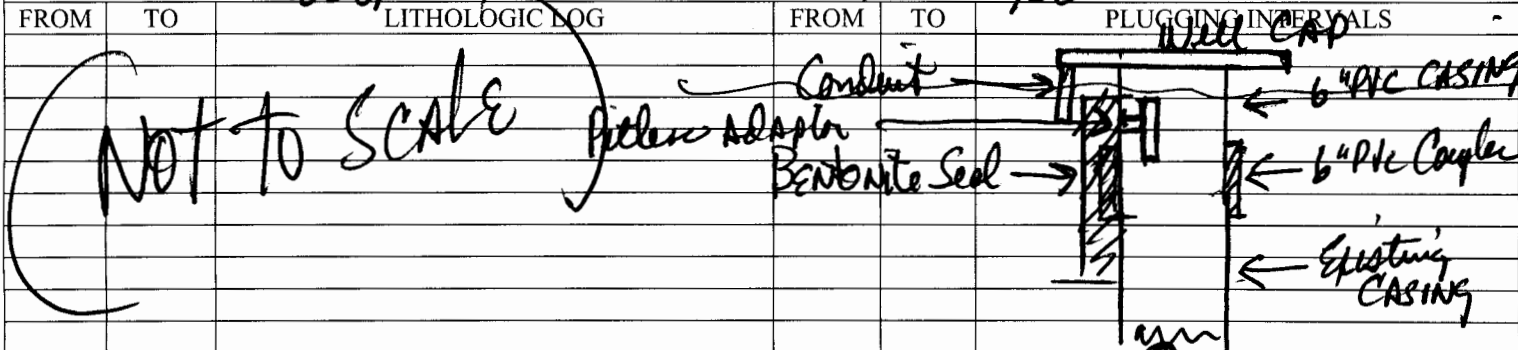 FROM TO LITHOLOGIC LOG FROM TO PLUGGING INTERVALS
Well CAP
Conduit
6" PVC CASING
NOT TO SCALE
Pitless Adaptor
BENTONITE Seal
6" PVC Coupler
Existing
CASING